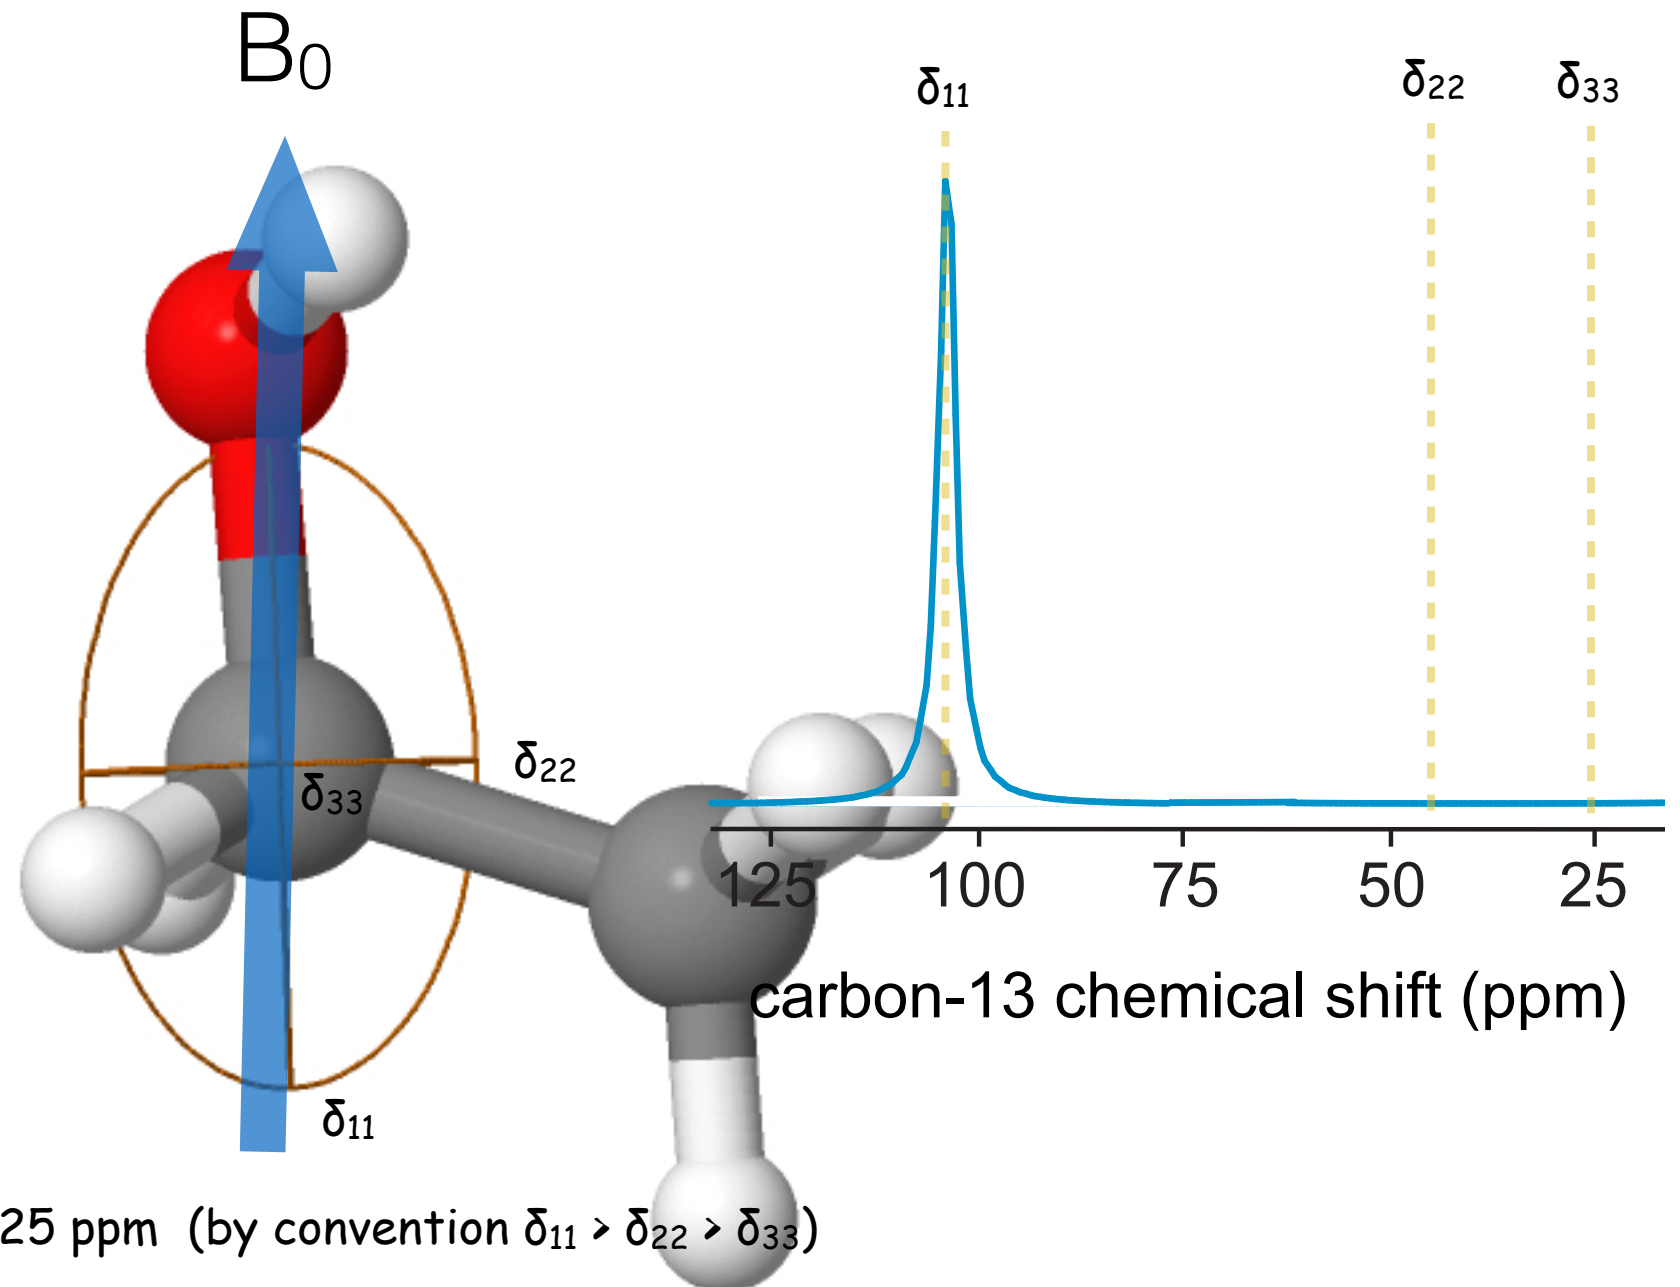 B₀
δ₁₁ δ₂₂ δ₃₃
δ₂₂
δ₃₃
125 100 75 50 25
carbon-13 chemical shift (ppm)
δ₁₁
25 ppm (by convention δ₁₁ > δ₂₂ > δ₃₃)